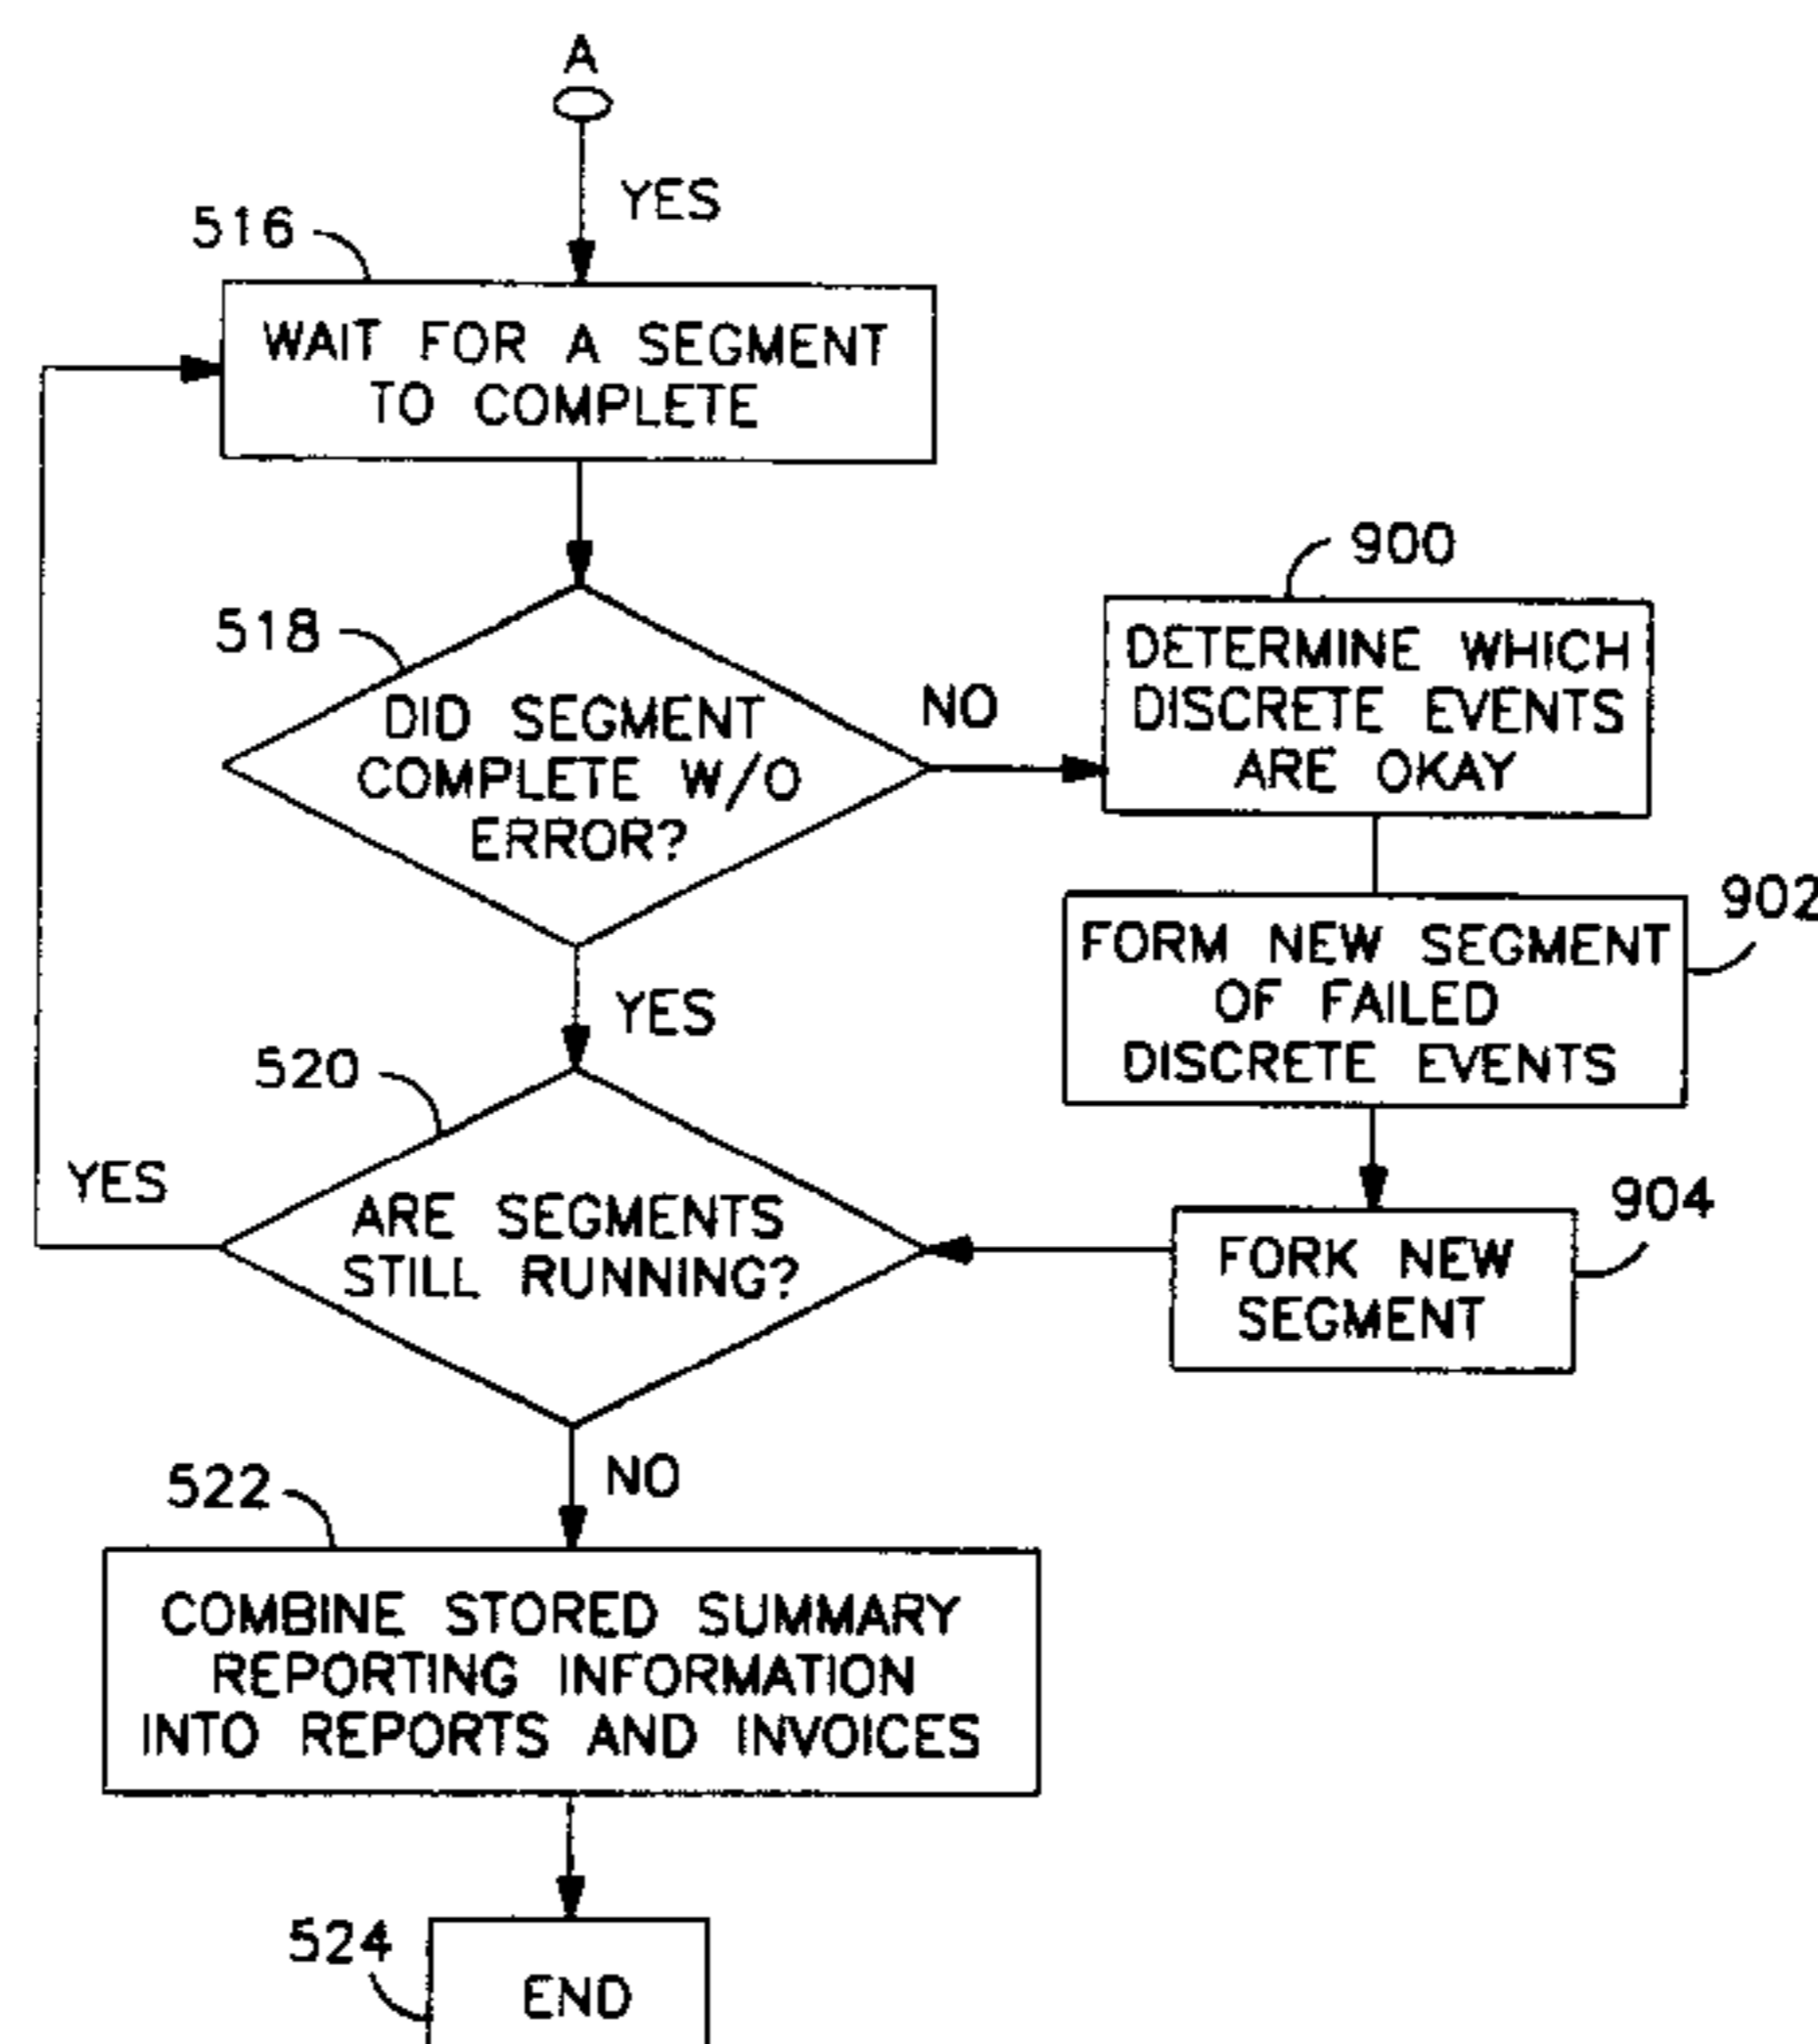 A
YES
516
WAIT FOR A SEGMENT
TO COMPLETE
900
DETERMINE WHICH
DISCRETE EVENTS
ARE OKAY
518
DID SEGMENT
COMPLETE W/O
ERROR?
NO
902
FORM NEW SEGMENT
OF FAILED
DISCRETE EVENTS
YES
520
ARE SEGMENTS
STILL RUNNING?
YES
904
FORK NEW
SEGMENT
NO
522
COMBINE STORED SUMMARY
REPORTING INFORMATION
INTO REPORTS AND INVOICES
524
END